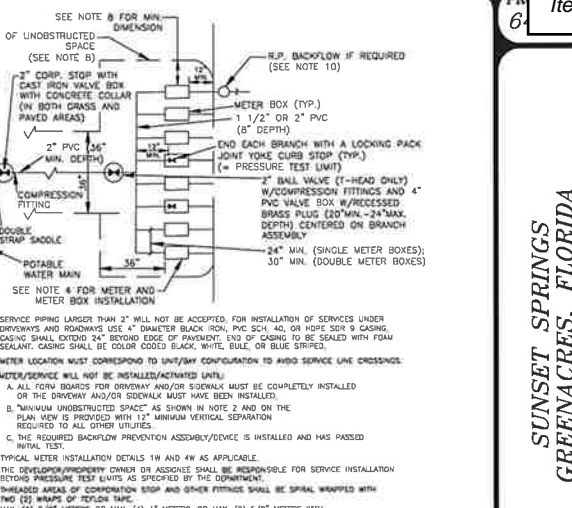 SEE NOTE 8 FOR MIN.
DIMENSION
OF UNOBSTRUCTED
SPACE
(SEE NOTE 8)
2" CORP. STOP WITH
CAST IRON VALVE BOX
WITH CONCRETE COLLAR
(IN BOTH GRASS AND
PAVED AREAS)
2" PVC
MIN. DEPTH)
36"
36"
COMPRESSION
FITTING
DOUBLE
STRAP SADDLE
POTABLE
WATER MAIN
36"
SEE NOTE 4 FOR METER AND
METER BOX INSTALLATION
12"
MIN.
12"
MIN.
R.P. BACKFLOW IF REQUIRED
(SEE NOTE 10)
METER BOX (TYP.)
1 1/2" OR 2" PVC
(8" DEPTH)
END EACH BRANCH WITH A LOCKING PACK
JOINT YOKE CURB STOP (TYP.)
(= PRESSURE TEST LIMIT)
2" BALL VALVE (T-HEAD ONLY)
W/COMPRESSION FITTINGS AND 4"
PVC VALVE BOX W/RECESSED
BRASS PLUG (20"MIN.-24"MAX.
DEPTH) CENTERED ON BRANCH
ASSEMBLY
24" MIN. (SINGLE METER BOXES);
30" MIN. (DOUBLE METER BOXES)
SERVICE PIPING LARGER THAN 2" WILL NOT BE ACCEPTED. FOR INSTALLATION OF SERVICES UNDER
DRIVEWAYS AND ROADWAYS USE 4" DIAMETER BLACK IRON, PVC SCH. 40, OR HDPE SDR 9 CASING.
CASING SHALL EXTEND 24" BEYOND EDGE OF PAVEMENT. END OF CASING TO BE SEALED WITH FOAM
SEALANT. CASING SHALL BE COLOR CODED BLACK, WHITE, BULE, OR BLUE STRIPED.
METER LOCATION MUST CORRESPOND TO UNIT/BAY CONFIGURATION TO AVOID SERVICE LINE CROSSINGS.
METER/SERVICE WILL NOT BE INSTALLED/ACTIVATED UNTIL:
A. ALL FORM BOARDS FOR DRIVEWAY AND/OR SIDEWALK MUST BE COMPLETELY INSTALLED
OR THE DRIVEWAY AND/OR SIDEWALK MUST HAVE BEEN INSTALLED.
B. "MINIMUM UNOBSTRUCTED SPACE" AS SHOWN IN NOTE 2 AND ON THE
PLAN VIEW IS PROVIDED WITH 12" MINIMUM VERTICAL SEPARATION
REQUIRED TO ALL OTHER UTILITIES.
C. THE REQUIRED BACKFLOW PREVENTION ASSEMBLY/DEVICE IS INSTALLED AND HAS PASSED
INITIAL TEST.
TYPICAL METER INSTALLATION DETAILS 1W AND 4W AS APPLICABLE.
THE DEVELOPER/PROPERTY OWNER OR ASSIGNEE SHALL BE RESPONSIBLE FOR SERVICE INSTALLATION
BEYOND PRESSURE TEST LIMITS AS SPECIFIED BY THE DEPARTMENT.
THREADED AREAS OF CORPORATION STOP AND OTHER FITTINGS SHALL BE SPIRAL WRAPPED WITH
TWO (2) WRAPS OF TEFLON TAPE.
64
Ite
SUNSET SPRINGS
GREENACRES, FLORIDA